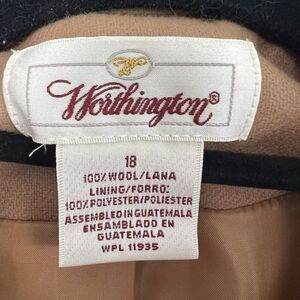 Worthington®
18
100% WOOL/LANA
LINING/FORRO:
100% POLYESTER/POLIESTER
ASSEMBLED IN GUATEMALA
ENSAMBLADO EN
GUATEMALA
WPL 11935